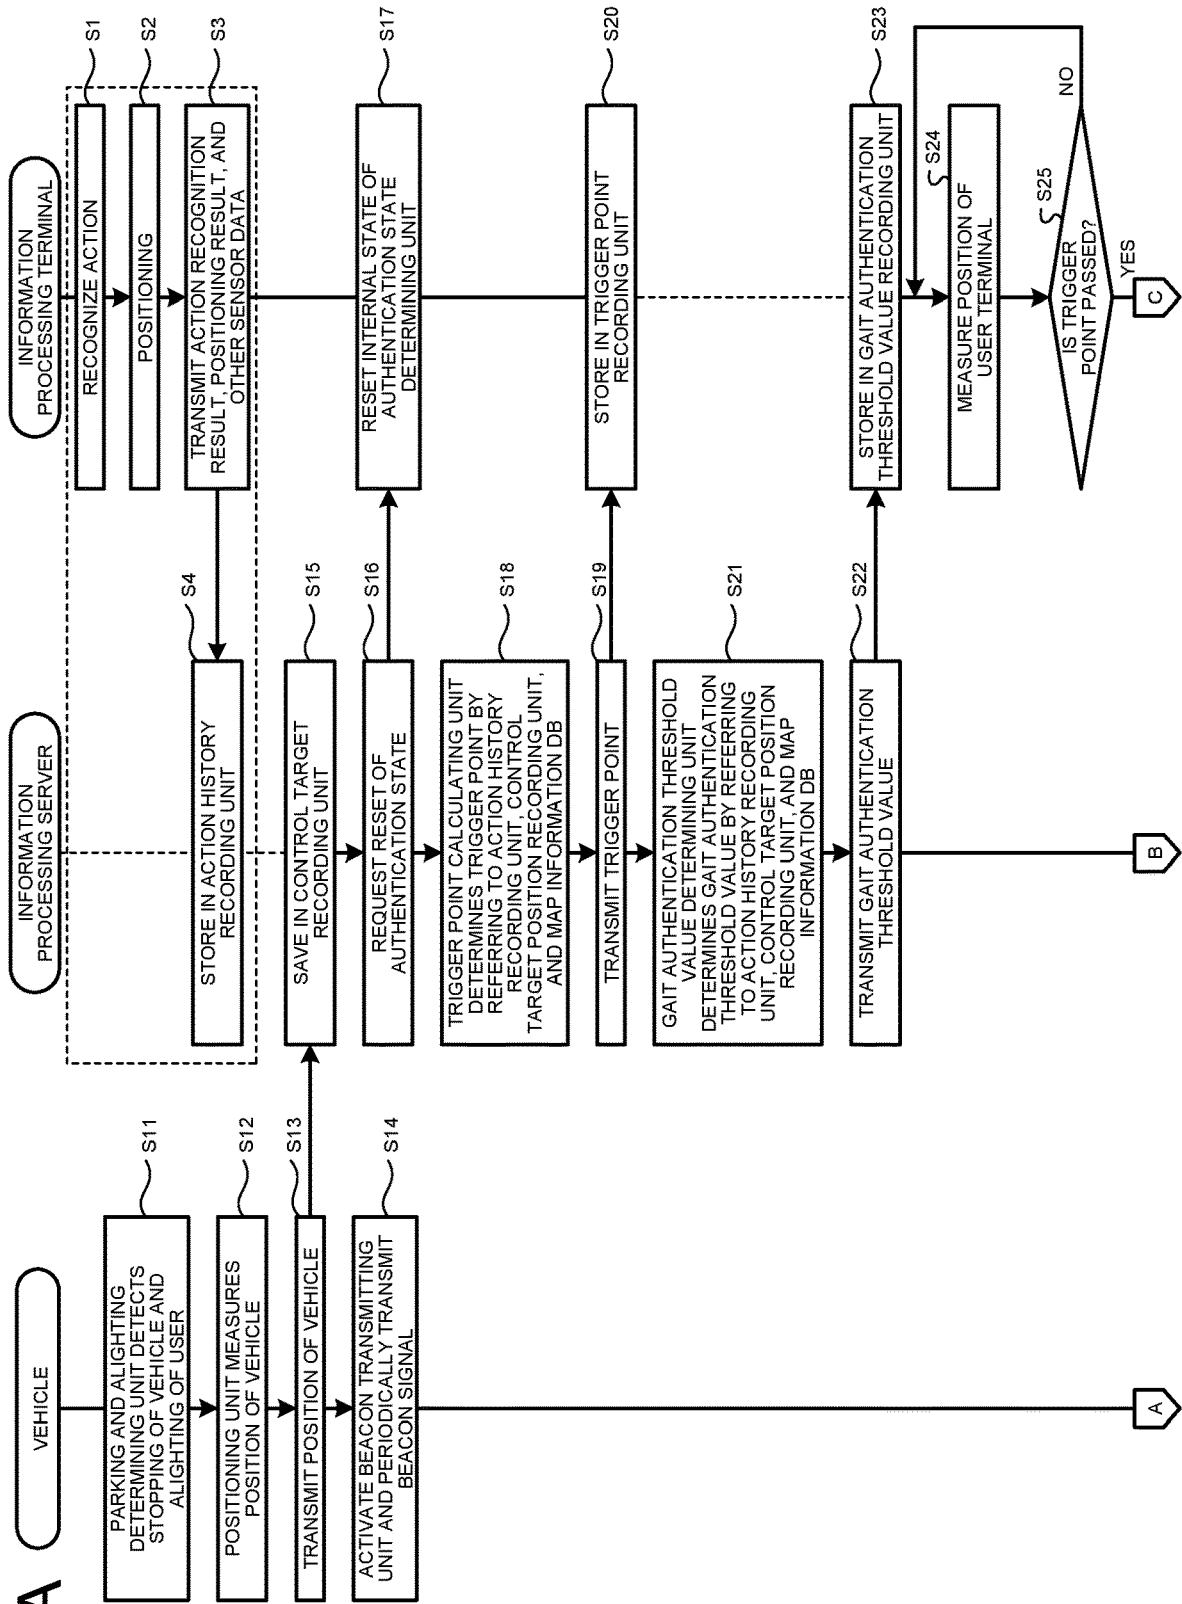 A
VEHICLE
PARKING AND ALIGHTING
DETERMINING UNIT DETECTS
STOPPING OF VEHICLE AND
ALIGHTING OF USER
S11
POSITIONING UNIT MEASURES
POSITION OF VEHICLE
S12
TRANSMIT POSITION OF VEHICLE
S13
ACTIVATE BEACON TRANSMITTING
UNIT AND PERIODICALLY TRANSMIT
BEACON SIGNAL
S14
A
INFORMATION
PROCESSING SERVER
STORE IN ACTION HISTORY
RECORDING UNIT
S4
SAVE IN CONTROL TARGET
RECORDING UNIT
S15
REQUEST RESET OF
AUTHENTICATION STATE
S16
TRIGGER POINT CALCULATING UNIT
DETERMINES TRIGGER POINT BY
REFERRING TO ACTION HISTORY
RECORDING UNIT, CONTROL
TARGET POSITION RECORDING UNIT,
AND MAP INFORMATION DB
S18
TRANSMIT TRIGGER POINT
S19
GAIT AUTHENTICATION THRESHOLD
VALUE DETERMINING UNIT
DETERMINES GAIT AUTHENTICATION
THRESHOLD VALUE BY REFERRING
TO ACTION HISTORY RECORDING
UNIT, CONTROL TARGET POSITION
RECORDING UNIT, AND MAP
INFORMATION DB
S21
TRANSMIT GAIT AUTHENTICATION
THRESHOLD VALUE
S22
B
INFORMATION
PROCESSING TERMINAL
RECOGNIZE ACTION
S1
POSITIONING
S2
TRANSMIT ACTION RECOGNITION
RESULT, POSITIONING RESULT, AND
OTHER SENSOR DATA
S3
RESET INTERNAL STATE OF
AUTHENTICATION STATE
DETERMINING UNIT
S17
STORE IN TRIGGER POINT
RECORDING UNIT
S20
STORE IN GAIT AUTHENTICATION
THRESHOLD VALUE RECORDING UNIT
S23
MEASURE POSITION OF
USER TERMINAL
S24
IS TRIGGER
POINT PASSED?
S25
NO
YES
C